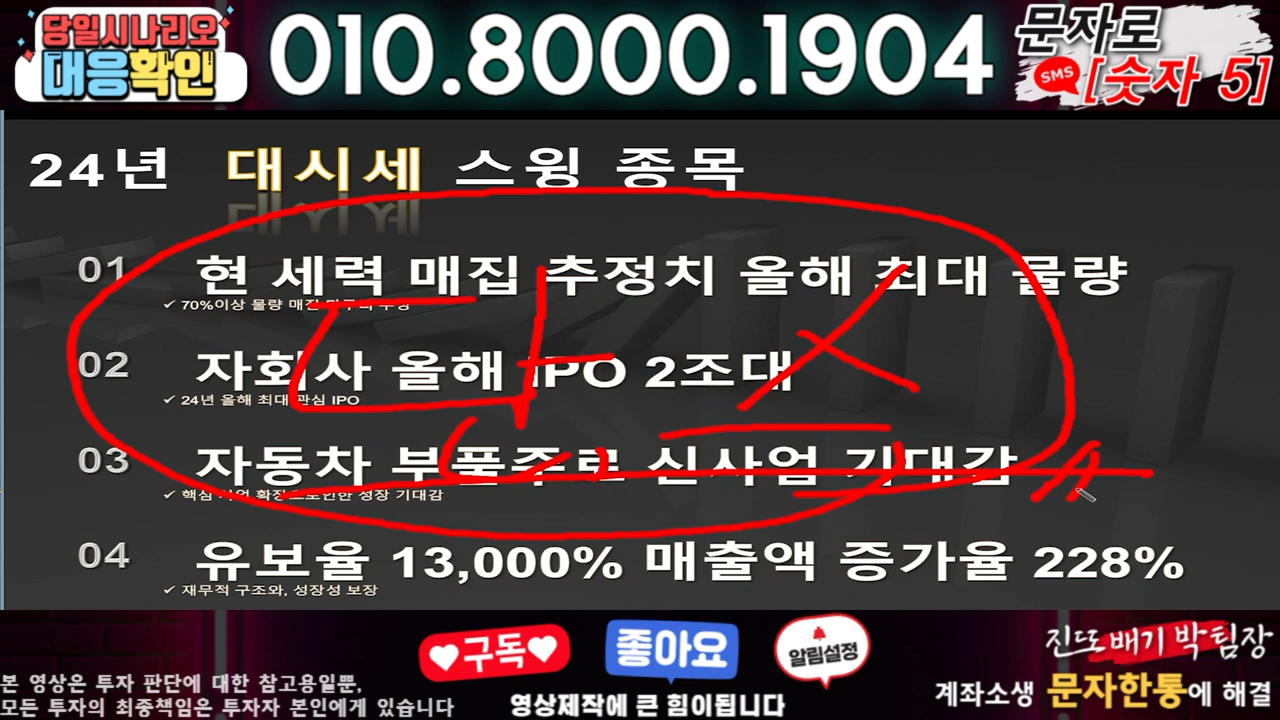 당일시나리오
대응확인
010.8000.1904
문자로
SMS [숫자 5]
24년 대시세 스윙 종목
01 현 세력 매집 추정치 올해 최대 물량
✓ 70%이상 물량 매집
02 자회사 올해 IPO 2조대
✓ 24년 올해 최대 관심 IPO
03 자동차 부품주로 신사업 기대감
✓ 핵심 사업 확장으로인한 성장 기대감
04 유보율 13,000% 매출액 증가율 228%
✓ 재무적 구조와, 성장성 보장
구독
좋아요
알림설정
영상제작에 큰 힘이됩니다
본 영상은 투자 판단에 대한 참고용일뿐,
모든 투자의 최종책임은 투자자 본인에게 있습니다
진또배기 박팀장
계좌소생 문자한통에 해결